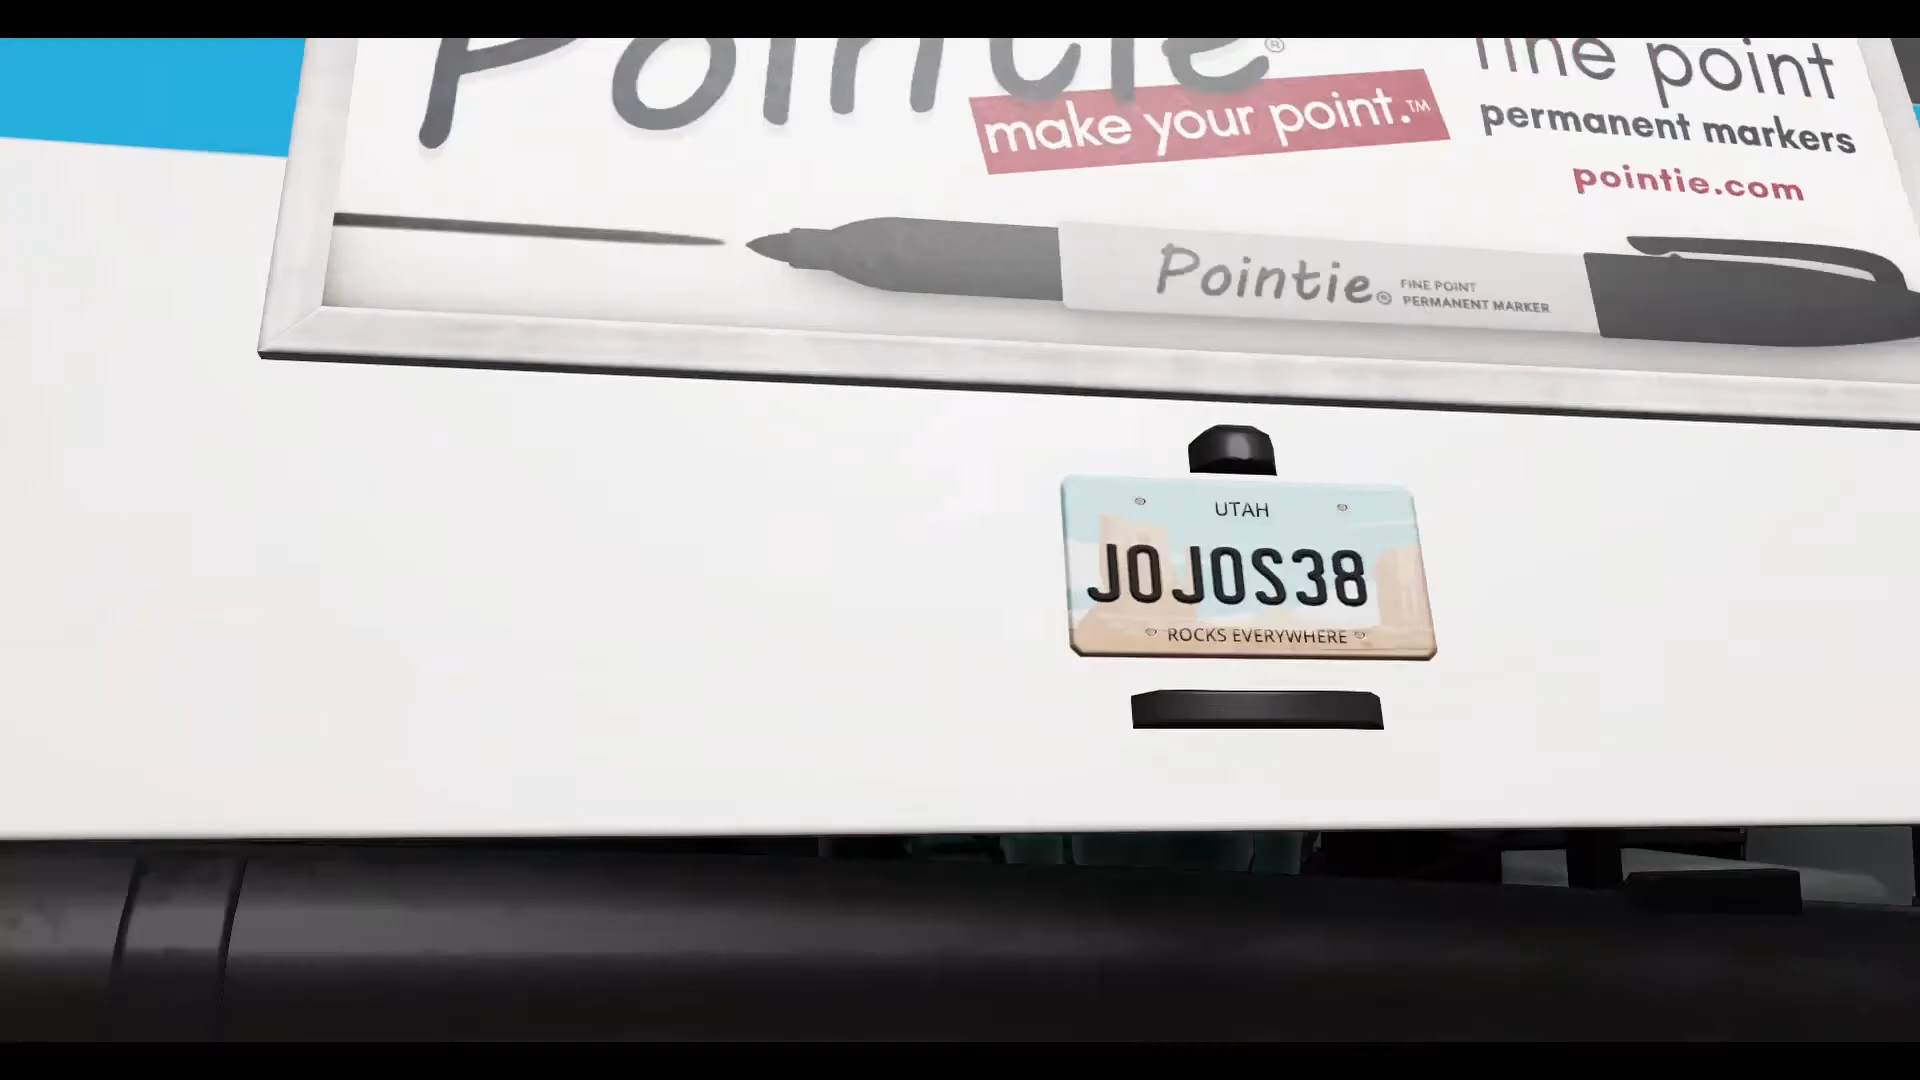 Pointie®
make your point.™
fine point
permanent markers
pointie.com
Pointie® FINE POINT
PERMANENT MARKER
UTAH
JOJOS38
ROCKS EVERYWHERE